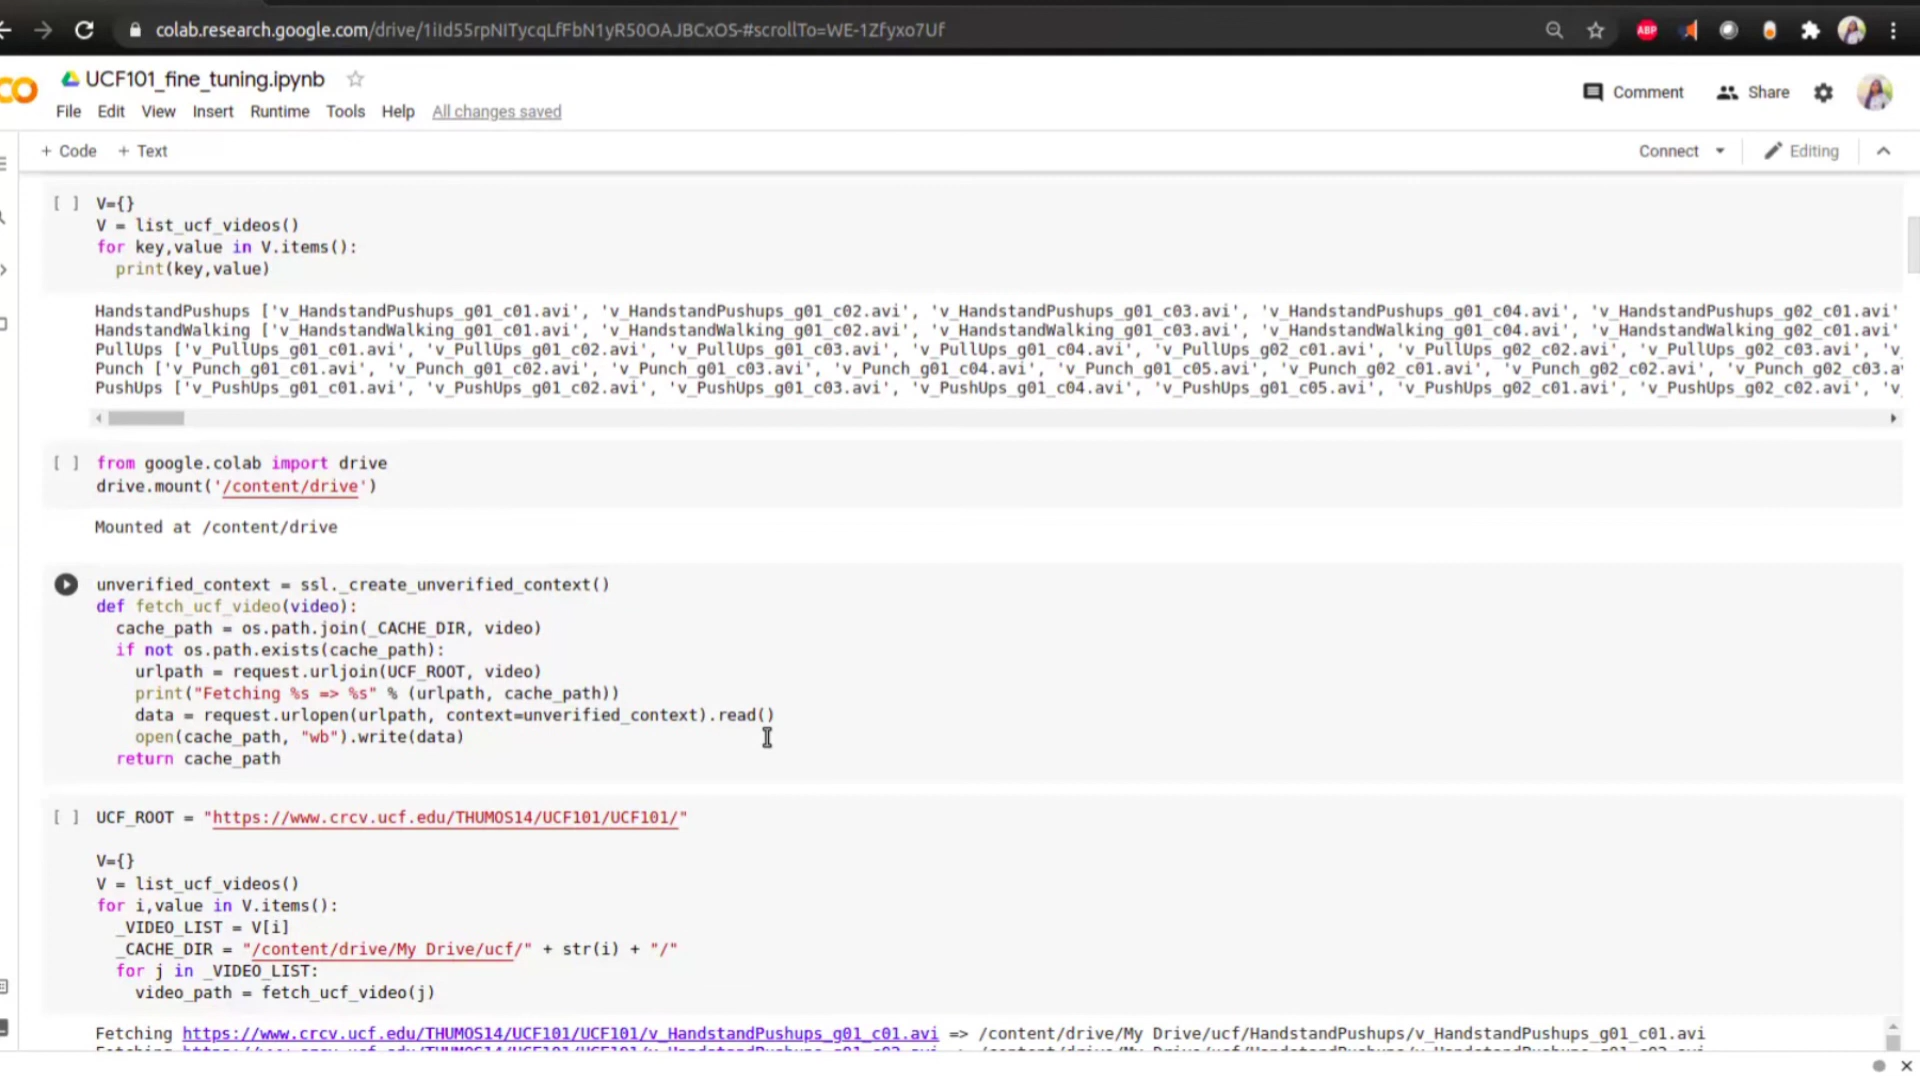 colab.research.google.com/drive/1iId55rpNITycqLfFbN1yR50OAJBCxOS-#scrollTo=WE-1Zfyxo7Uf
ABP
CO
UCF101_fine_tuning.ipynb
File Edit View Insert Runtime Tools Help All changes saved
Comment Share
+ Code + Text
Connect Editing
[ ] V={}
V = list_ucf_videos()
for key,value in V.items():
print(key,value)
HandstandPushups ['v_HandstandPushups_g01_c01.avi', 'v_HandstandPushups_g01_c02.avi', 'v_HandstandPushups_g01_c03.avi', 'v_HandstandPushups_g01_c04.avi', 'v_HandstandPushups_g02_c01.avi'
HandstandWalking ['v_HandstandWalking_g01_c01.avi', 'v_HandstandWalking_g01_c02.avi', 'v_HandstandWalking_g01_c03.avi', 'v_HandstandWalking_g01_c04.avi', 'v_HandstandWalking_g02_c01.avi'
PullUps ['v_PullUps_g01_c01.avi', 'v_PullUps_g01_c02.avi', 'v_PullUps_g01_c03.avi', 'v_PullUps_g01_c04.avi', 'v_PullUps_g02_c01.avi', 'v_PullUps_g02_c02.avi', 'v_PullUps_g02_c03.avi', 'v_
Punch ['v_Punch_g01_c01.avi', 'v_Punch_g01_c02.avi', 'v_Punch_g01_c03.avi', 'v_Punch_g01_c04.avi', 'v_Punch_g01_c05.avi', 'v_Punch_g02_c01.avi', 'v_Punch_g02_c02.avi', 'v_Punch_g02_c03.a
PushUps ['v_PushUps_g01_c01.avi', 'v_PushUps_g01_c02.avi', 'v_PushUps_g01_c03.avi', 'v_PushUps_g01_c04.avi', 'v_PushUps_g01_c05.avi', 'v_PushUps_g02_c01.avi', 'v_PushUps_g02_c02.avi', 'v_
[ ] from google.colab import drive
drive.mount('/content/drive')
Mounted at /content/drive
unverified_context = ssl._create_unverified_context()
def fetch_ucf_video(video):
cache_path = os.path.join(_CACHE_DIR, video)
if not os.path.exists(cache_path):
urlpath = request.urljoin(UCF_ROOT, video)
print("Fetching %s => %s" % (urlpath, cache_path))
data = request.urlopen(urlpath, context=unverified_context).read()
open(cache_path, "wb").write(data)
return cache_path
[ ] UCF_ROOT = "https://www.crcv.ucf.edu/THUMOS14/UCF101/UCF101/"
V={}
V = list_ucf_videos()
for i,value in V.items():
_VIDEO_LIST = V[i]
_CACHE_DIR = "/content/drive/My Drive/ucf/" + str(i) + "/"
for j in _VIDEO_LIST:
video_path = fetch_ucf_video(j)
Fetching https://www.crcv.ucf.edu/THUMOS14/UCF101/UCF101/v_HandstandPushups_g01_c01.avi => /content/drive/My Drive/ucf/HandstandPushups/v_HandstandPushups_g01_c01.avi